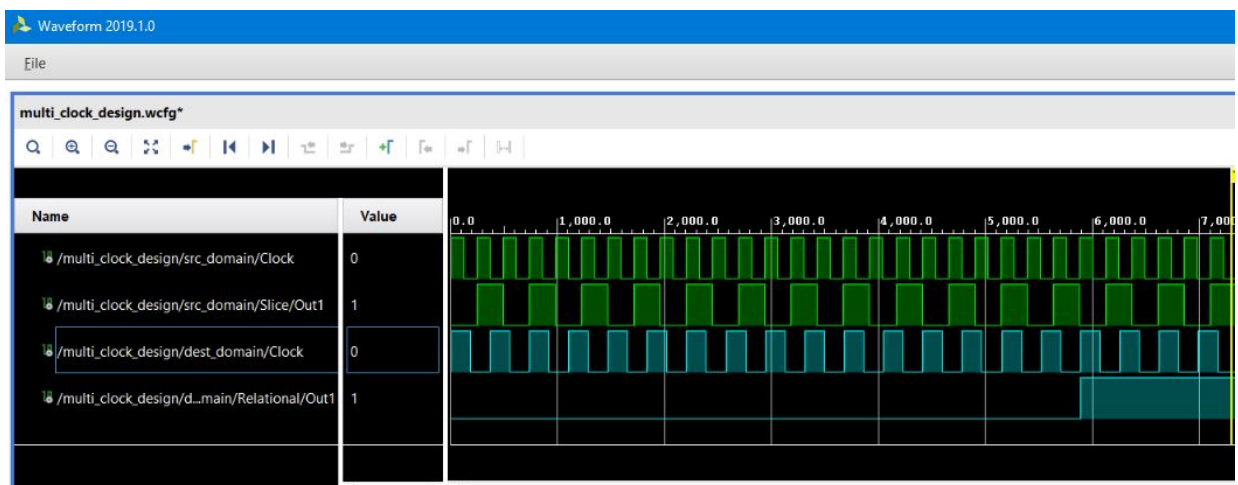 Waveform 2019.1.0
File
multi_clock_design.wcfg*
Name Value
0.0 1,000.0 2,000.0 3,000.0 4,000.0 5,000.0 6,000.0 7,000
/multi_clock_design/src_domain/Clock 0
/multi_clock_design/src_domain/Slice/Out1 1
/multi_clock_design/dest_domain/Clock 0
/multi_clock_design/d...main/Relational/Out1 1